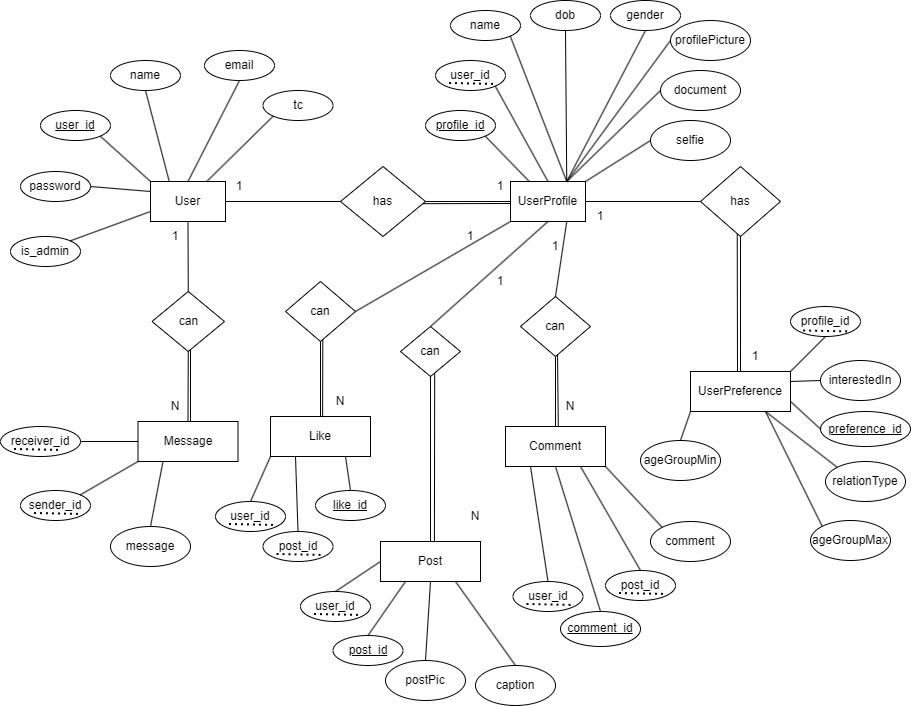 dob
gender
name
profilePicture
email
name
user_id
document
tc
user_id
profile_id
selfie
password
1
1
User
has
UserProfile
has
1
is_admin
1
1
1
1
can
can
can
can
profile_id
1
interestedIn
UserPreference
N
N
N
preference_id
receiver_id
Message
Like
Comment
ageGroupMin
relationType
sender_id
like_id
user_id
N
message
post_id
comment
ageGroupMax
Post
post_id
user_id
user_id
comment_id
post_id
postPic
caption